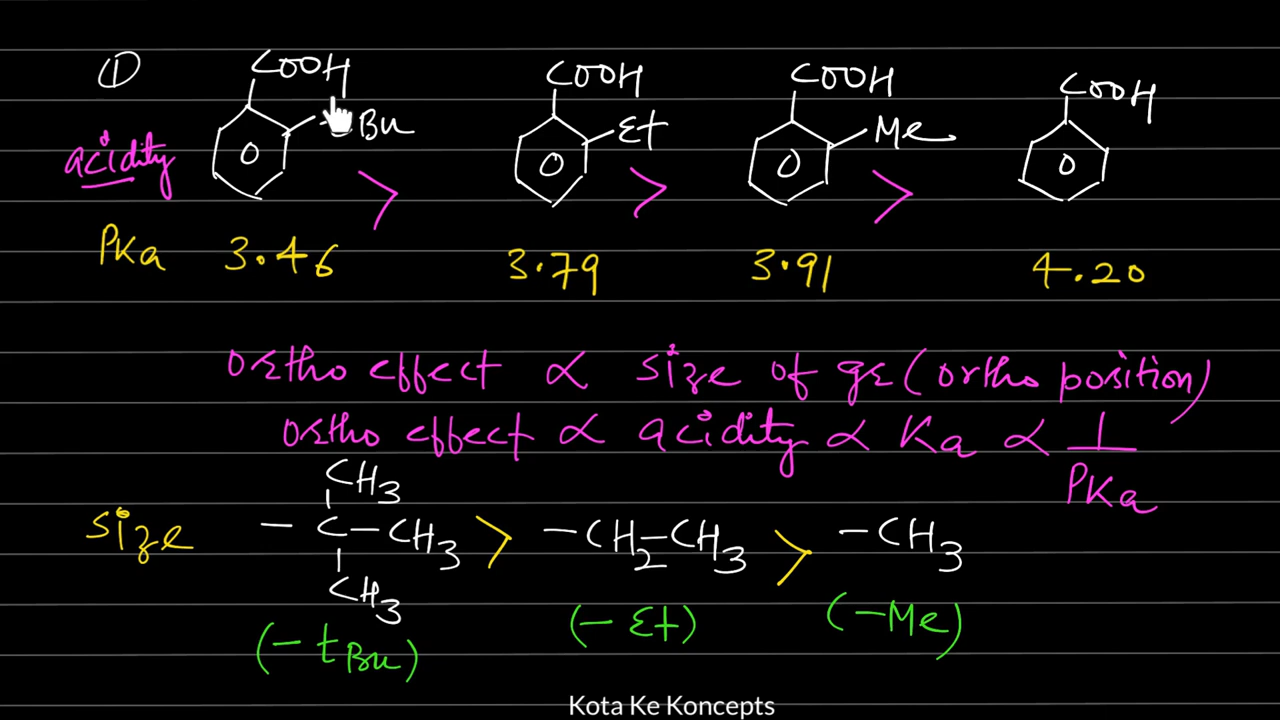 ①
COOH COOH COOH COOH
Bu Et Me
acidity > > >
PKa 3.46 3.79 3.91 4.20
Ortho effect ∝ size of gr (ortho position)
Ortho effect ∝ acidity ∝ Ka ∝ 1/PKa
CH3
size - C - CH3 > - CH2 - CH3 > - CH3
CH3
(- tBu) (- Et) (- Me)
Kota Ke Koncepts